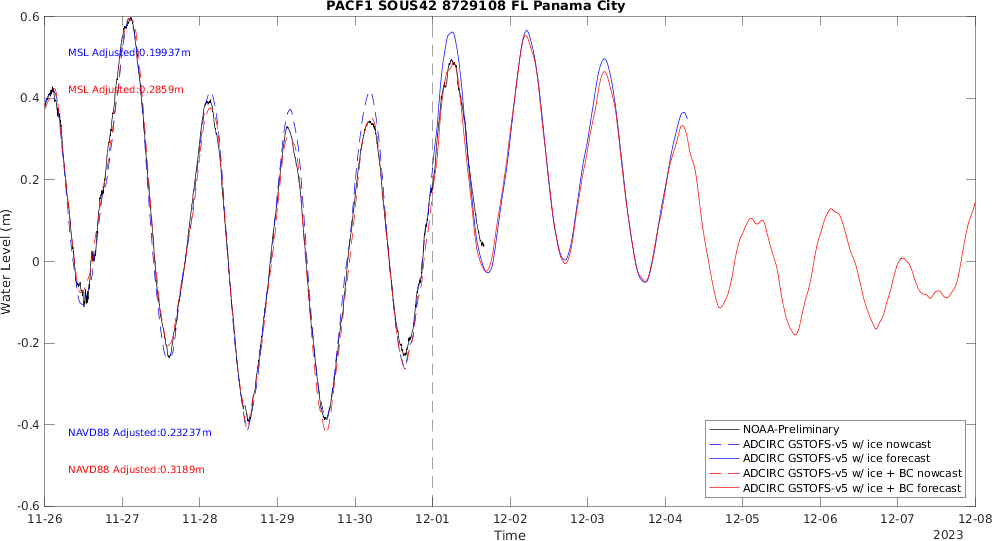 PACF1 SOUS42 8729108 FL Panama City
0.6
0.4
0.2
0
-0.2
-0.4
-0.6
Water Level (m)
MSL Adjusted:0.19937m
MSL Adjusted:0.2859m
NAVD88 Adjusted:0.23237m
NAVD88 Adjusted:0.3189m
NOAA-Preliminary
ADCIRC GSTOFS-v5 w/ ice nowcast
ADCIRC GSTOFS-v5 w/ ice forecast
ADCIRC GSTOFS-v5 w/ ice + BC nowcast
ADCIRC GSTOFS-v5 w/ ice + BC forecast
11-26 11-27 11-28 11-29 11-30 12-01 12-02 12-03 12-04 12-05 12-06 12-07 12-08
Time
2023